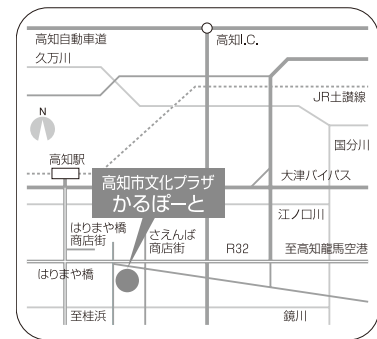 高知自動車道
高知I.C.
久万川
JR土讃線
N
国分川
高知駅
大津バイパス
高知市文化プラザ
かるぽーと
江ノ口川
はりまや橋
商店街
さえんば
商店街
R32
至高知龍馬空港
はりまや橋
至桂浜
鏡川